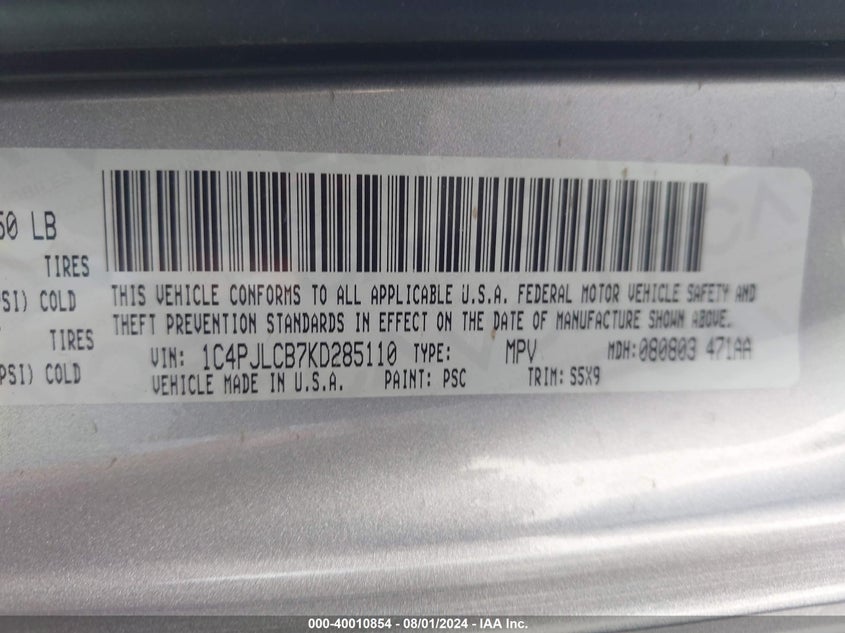 50 LB
TIRES
PSI) COLD
TIRES
PSI) COLD
THIS VEHICLE CONFORMS TO ALL APPLICABLE U.S.A. FEDERAL MOTOR VEHICLE SAFETY AND
THEFT PREVENTION STANDARDS IN EFFECT ON THE DATE OF MANUFACTURE SHOWN ABOVE.
VIN: 1C4PJLCB7KD285110 TYPE: MPV MDH:080803 471AA
VEHICLE MADE IN U.S.A. PAINT: PSC TRIM: S5X9
000-40010854 - 08/01/2024 - IAA Inc.